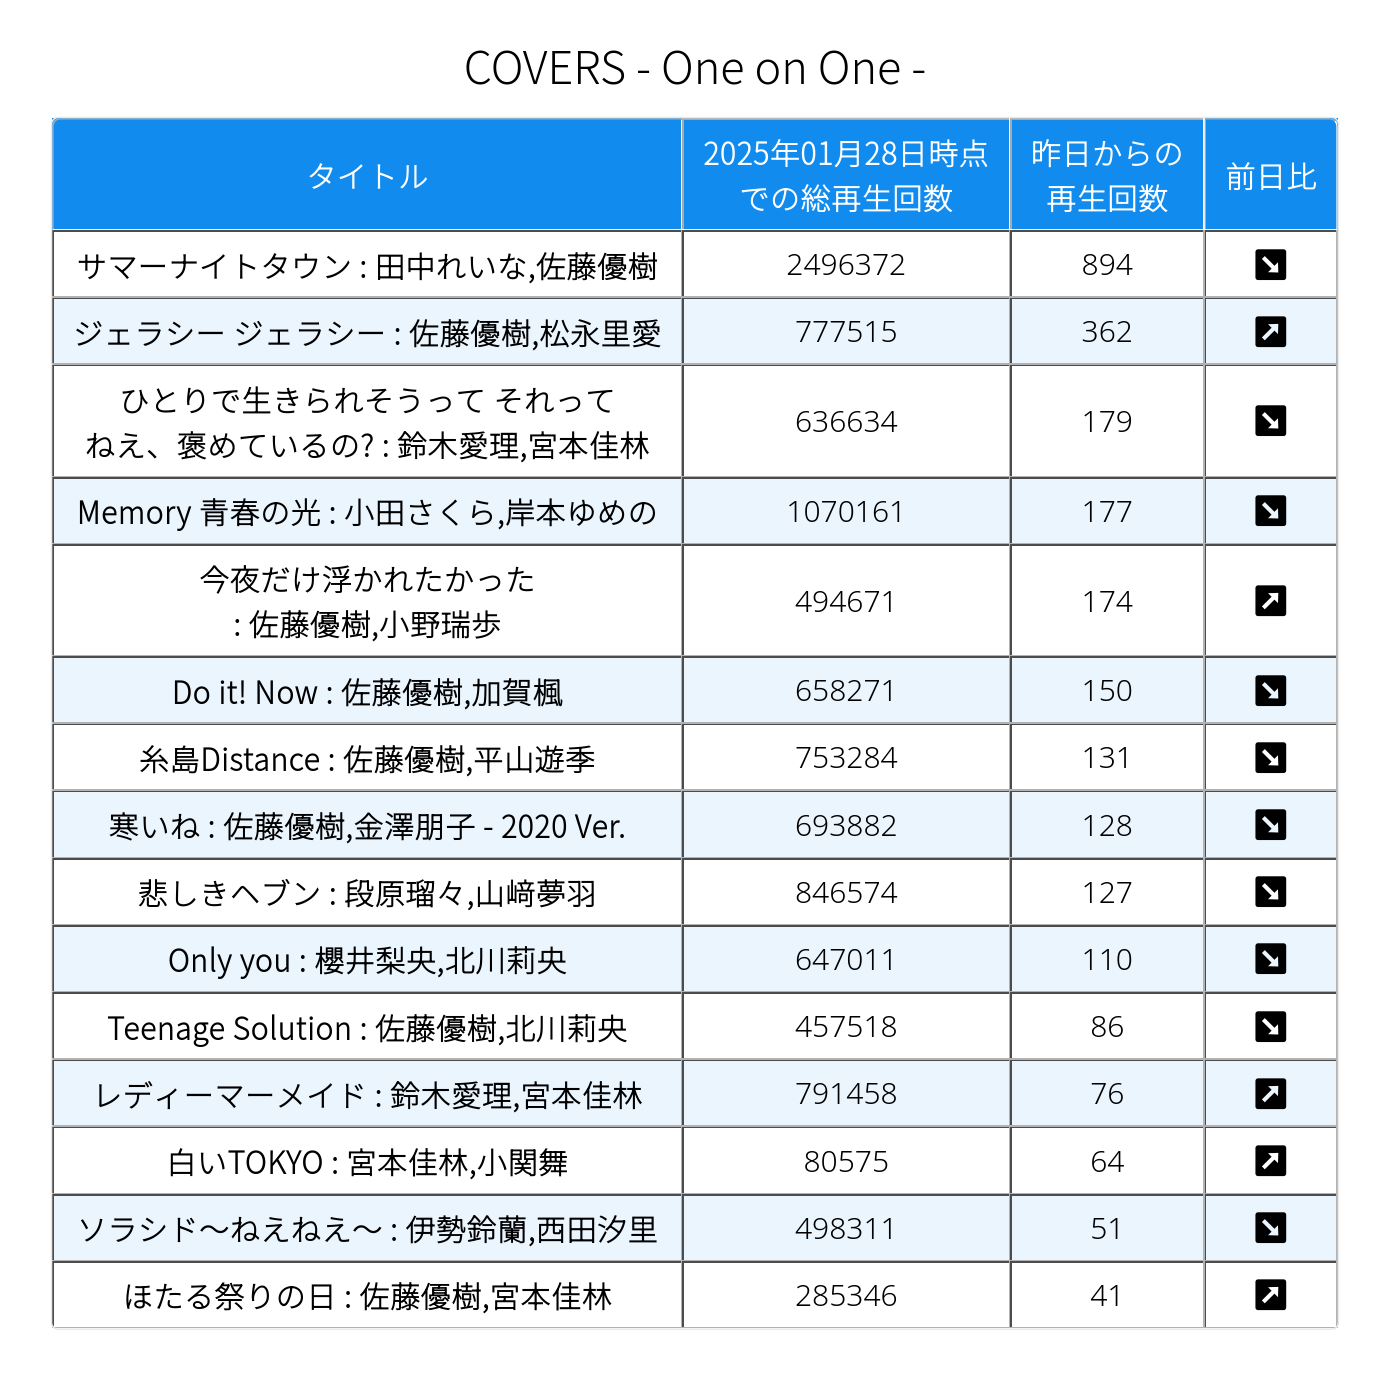 COVERS - One on One -
タイトル
2025年01月28日時点
での総再生回数
昨日からの
再生回数
前日比
サマーナイトタウン : 田中れいな,佐藤優樹
2496372
894
ジェラシー ジェラシー : 佐藤優樹,松永里愛
777515
362
ひとりで生きられそうって それって
ねえ、褒めているの? : 鈴木愛理,宮本佳林
636634
179
Memory 青春の光 : 小田さくら,岸本ゆめの
1070161
177
今夜だけ浮かれたかった
: 佐藤優樹,小野瑞歩
494671
174
Do it! Now : 佐藤優樹,加賀楓
658271
150
糸島Distance : 佐藤優樹,平山遊季
753284
131
寒いね : 佐藤優樹,金澤朋子 - 2020 Ver.
693882
128
悲しきヘブン : 段原瑠々,山﨑夢羽
846574
127
Only you : 櫻井梨央,北川莉央
647011
110
Teenage Solution : 佐藤優樹,北川莉央
457518
86
レディーマーメイド : 鈴木愛理,宮本佳林
791458
76
白いTOKYO : 宮本佳林,小関舞
80575
64
ソラシド～ねえねえ～ : 伊勢鈴蘭,西田汐里
498311
51
ほたる祭りの日 : 佐藤優樹,宮本佳林
285346
41